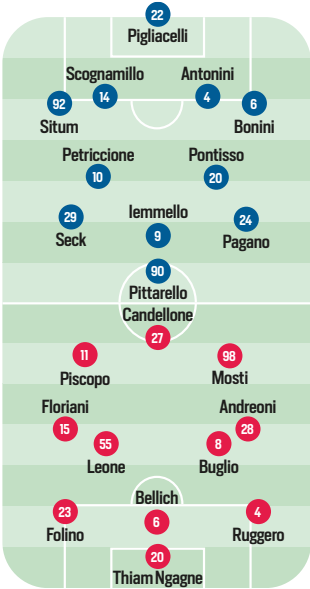 22
Pigliacelli
Scognamillo Antonini
92 14 4 6
Situm Bonini
Petriccione Pontisso
10 20
29 Iemmello 24
Seck 9 Pagano
90
Pittarello
Candellone
27
11 98
Piscopo Mosti
Floriani Andreoni
15 55 8 28
Leone Buglio
Bellich
23 6 4
Folino Ruggero
20
Thiam Ngagne